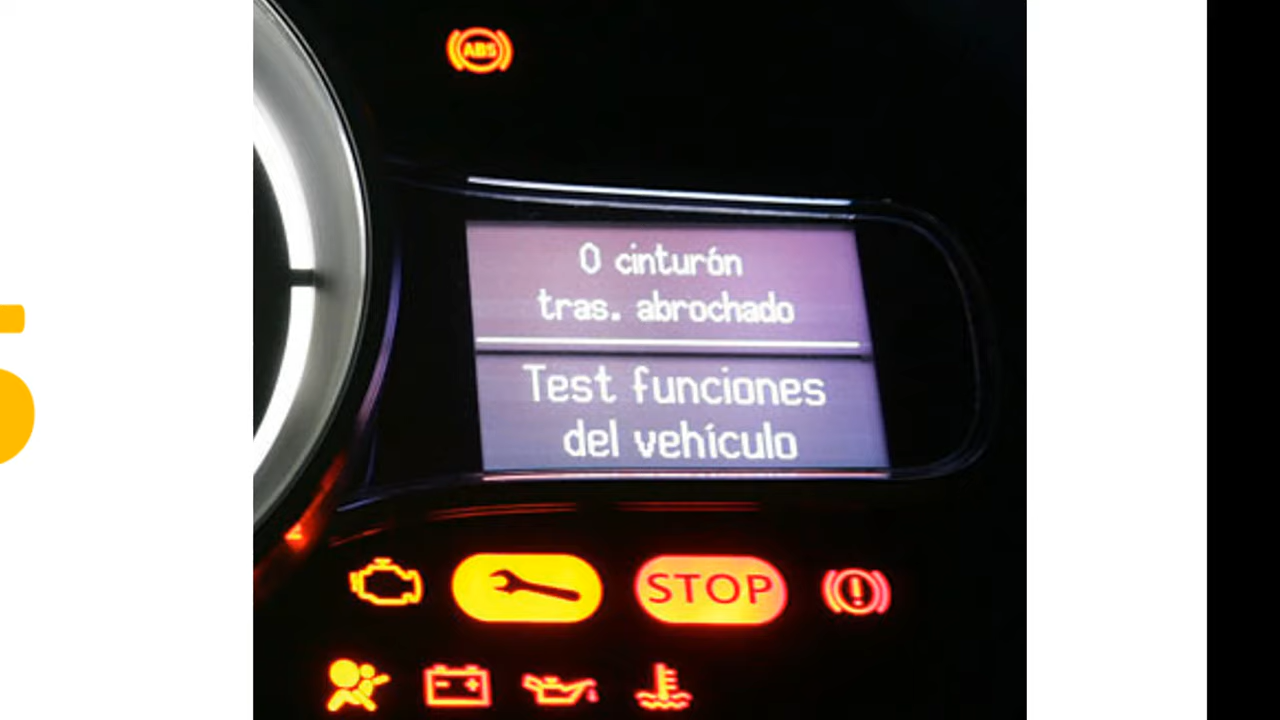 ABS
0 cinturón
tras. abrochado
Test funciones
del vehículo
STOP